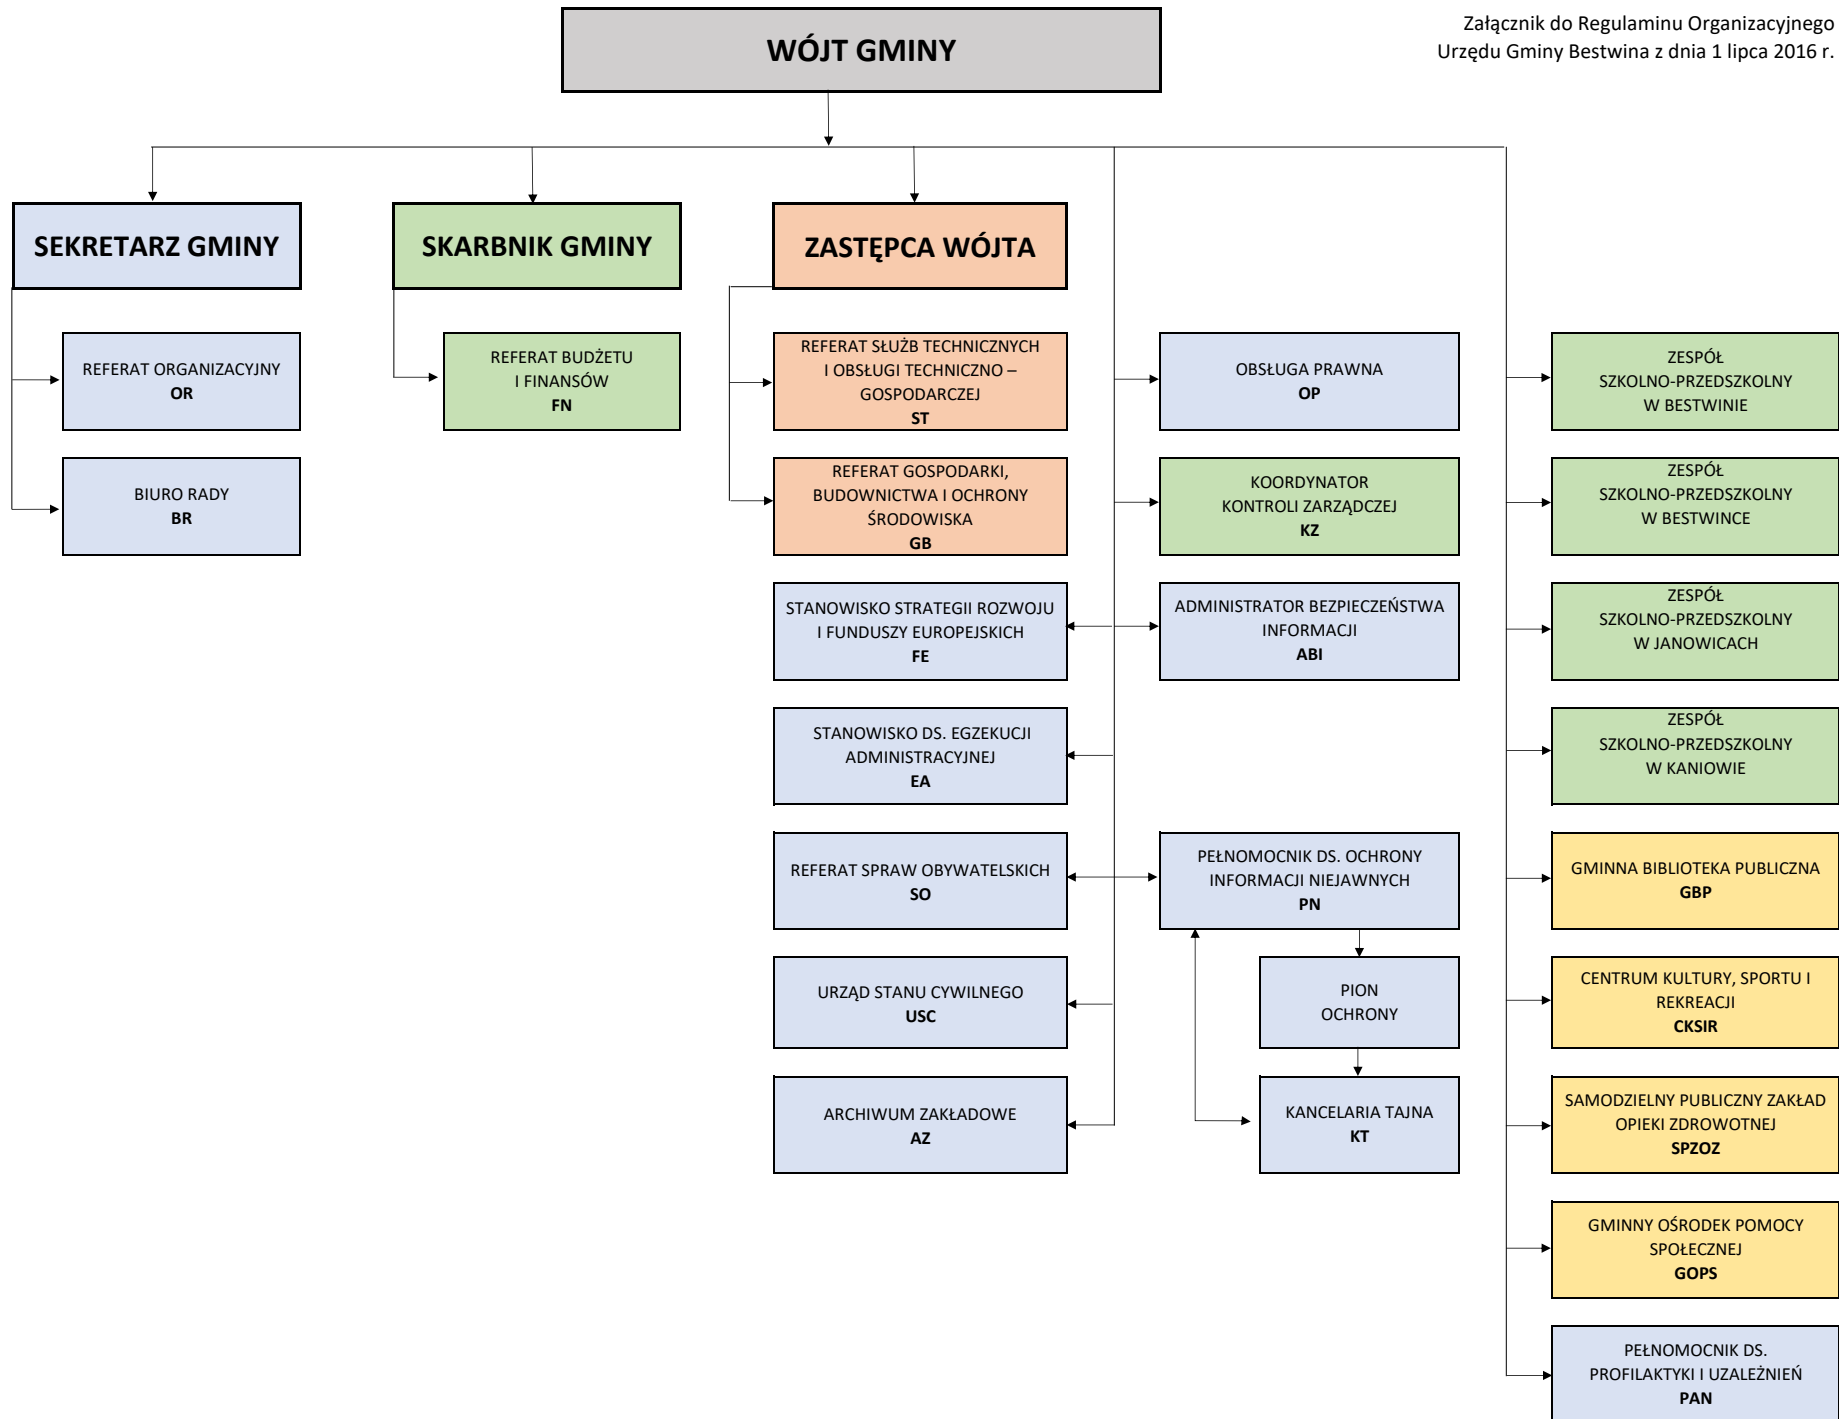 Załącznik do Regulaminu Organizacyjnego
Urzędu Gminy Bestwina z dnia 1 lipca 2016 r.
WÓJT GMINY
SEKRETARZ GMINY
SKARBNIK GMINY
ZASTĘPCA WÓJTA
REFERAT ORGANIZACYJNY
OR
BIURO RADY
BR
REFERAT BUDŻETU
I FINANSÓW
FN
REFERAT SŁUŻB TECHNICZNYCH
I OBSŁUGI TECHNICZNO –
GOSPODARCZEJ
ST
REFERAT GOSPODARKI,
BUDOWNICTWA I OCHRONY
ŚRODOWISKA
GB
STANOWISKO STRATEGII ROZWOJU
I FUNDUSZY EUROPEJSKICH
FE
STANOWISKO DS. EGZEKUCJI
ADMINISTRACYJNEJ
EA
REFERAT SPRAW OBYWATELSKICH
SO
URZĄD STANU CYWILNEGO
USC
ARCHIWUM ZAKŁADOWE
AZ
OBSŁUGA PRAWNA
OP
KOORDYNATOR
KONTROLI ZARZĄDCZEJ
KZ
ADMINISTRATOR BEZPIECZEŃSTWA
INFORMACJI
ABI
PEŁNOMOCNIK DS. OCHRONY
INFORMACJI NIEJAWNYCH
PN
PION
OCHRONY
KANCELARIA TAJNA
KT
ZESPÓŁ
SZKOLNO-PRZEDSZKOLNY
W BESTWINIE
ZESPÓŁ
SZKOLNO-PRZEDSZKOLNY
W BESTWINCE
ZESPÓŁ
SZKOLNO-PRZEDSZKOLNY
W JANOWICACH
ZESPÓŁ
SZKOLNO-PRZEDSZKOLNY
W KANIOWIE
GMINNA BIBLIOTEKA PUBLICZNA
GBP
CENTRUM KULTURY, SPORTU I
REKREACJI
CKSIR
SAMODZIELNY PUBLICZNY ZAKŁAD
OPIEKI ZDROWOTNEJ
SPZOZ
GMINNY OŚRODEK POMOCY
SPOŁECZNEJ
GOPS
PEŁNOMOCNIK DS.
PROFILAKTYKI I UZALEŻNIEŃ
PAN